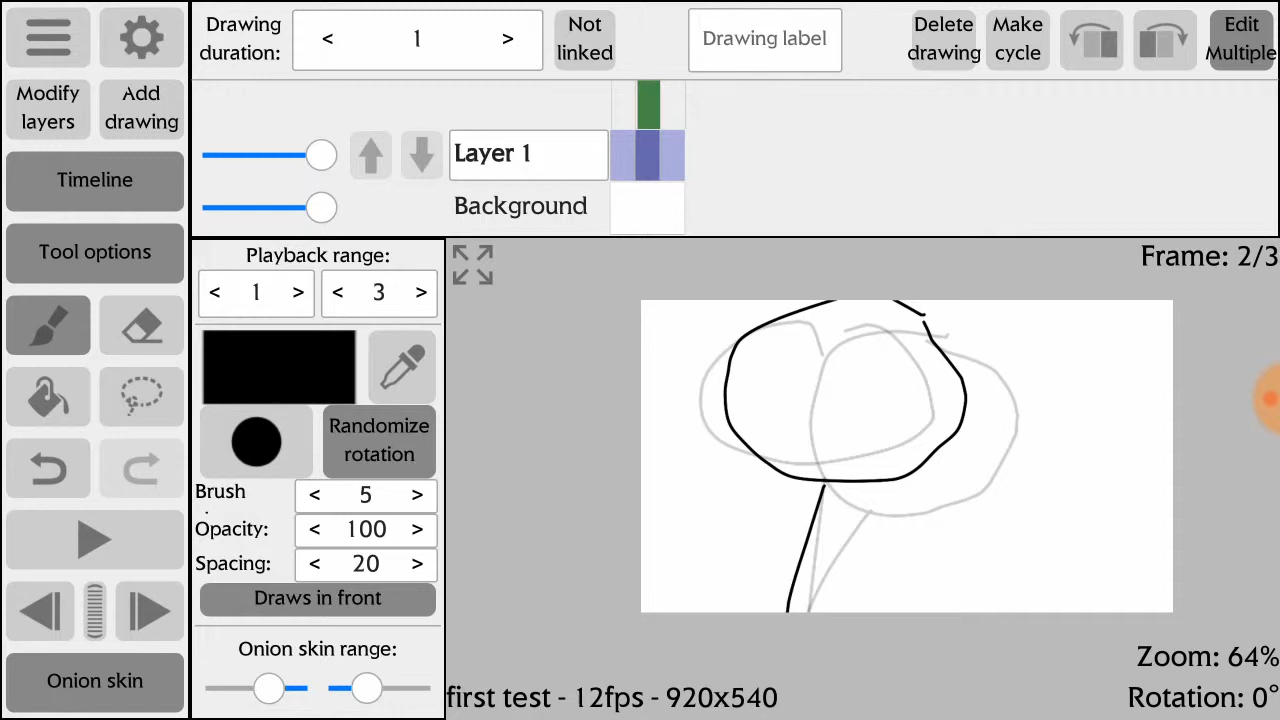 Drawing
duration:
< 1 >
Not
linked
Drawing label
Delete
drawing
Make
cycle
Edit
Multiple
Modify
layers
Add
drawing
Timeline
Layer 1
Background
Tool options
Playback range:
< 1 >
< 3 >
Frame: 2/3
Randomize
rotation
Brush
< 5 >
Opacity:
< 100 >
Spacing:
< 20 >
Draws in front
Onion skin range:
Onion skin
first test - 12fps - 920x540
Zoom: 64%
Rotation: 0°